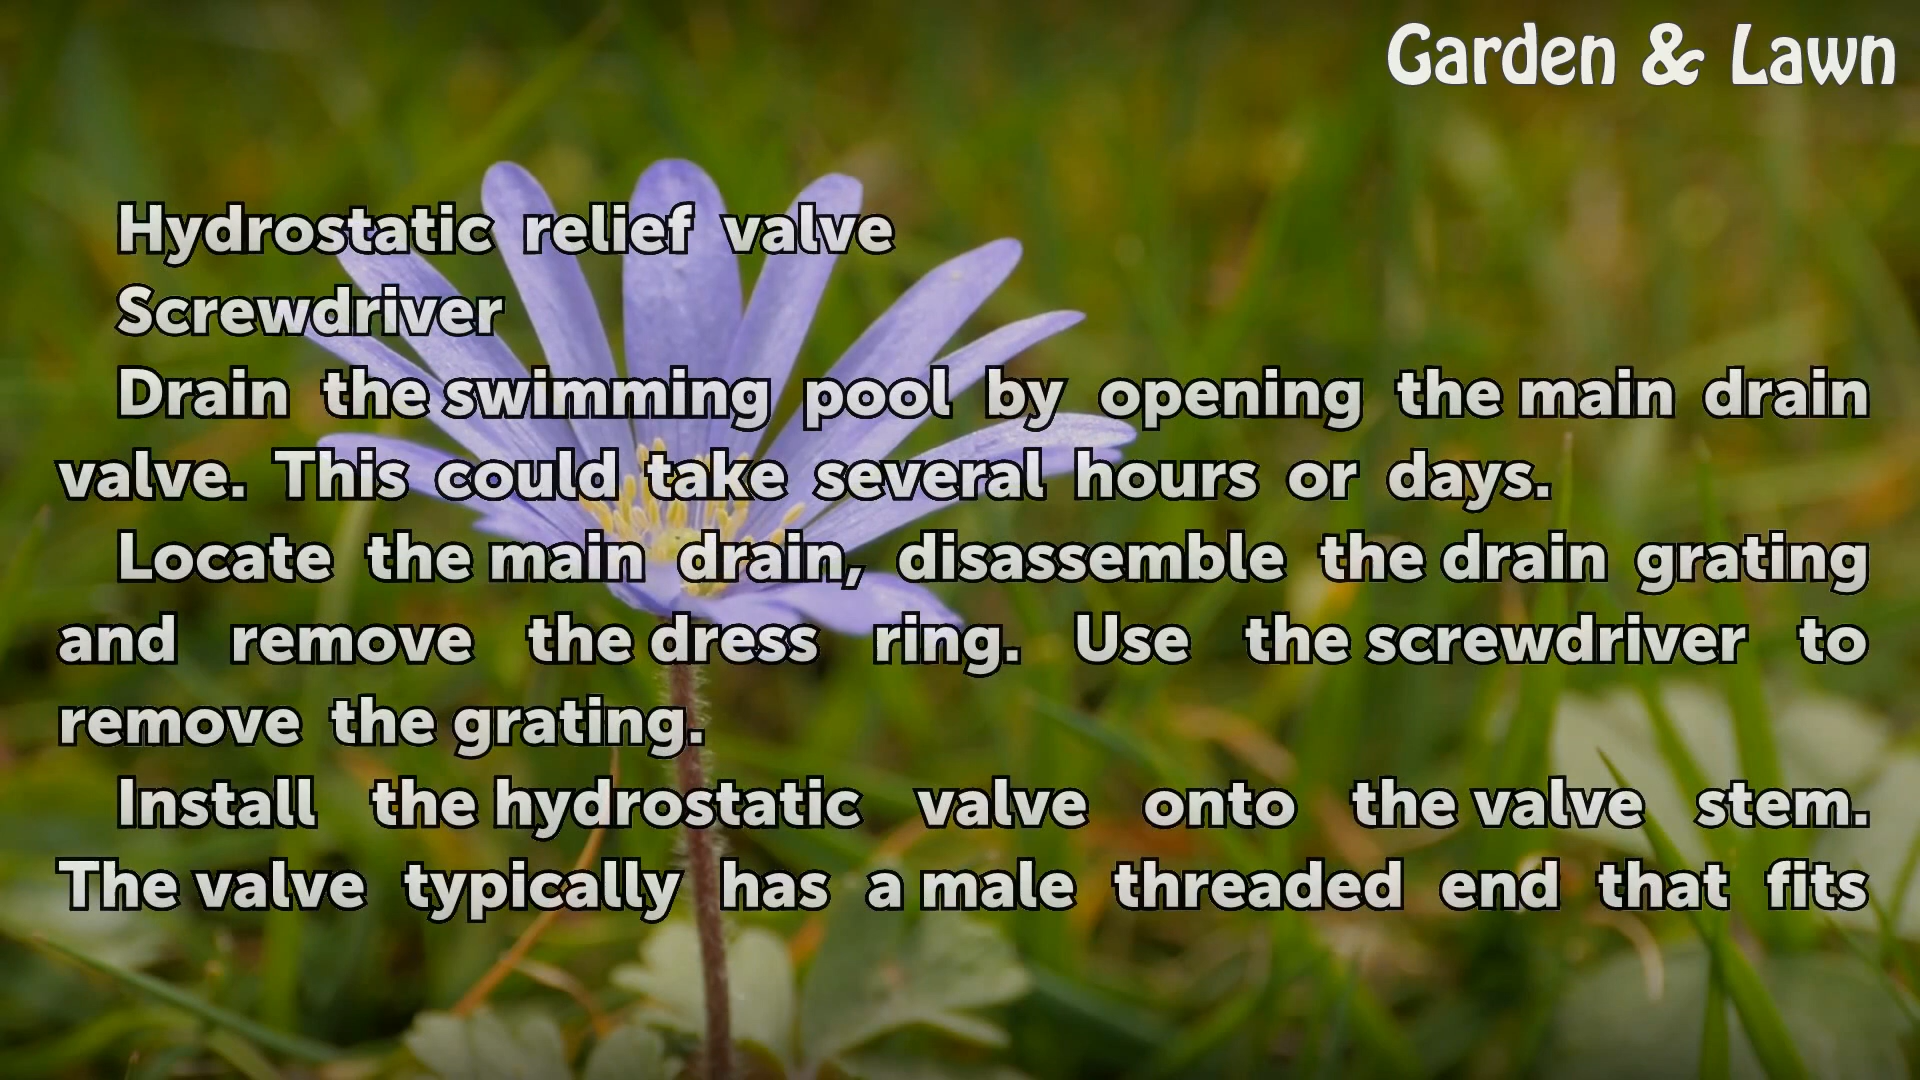 Garden & Lawn
Hydrostatic relief valve
Screwdriver
Drain the swimming pool by opening the main drain
valve. This could take several hours or days.
Locate the main drain, disassemble the drain grating
and remove the dress ring. Use the screwdriver to
remove the grating.
Install the hydrostatic valve onto the valve stem.
The valve typically has a male threaded end that fits